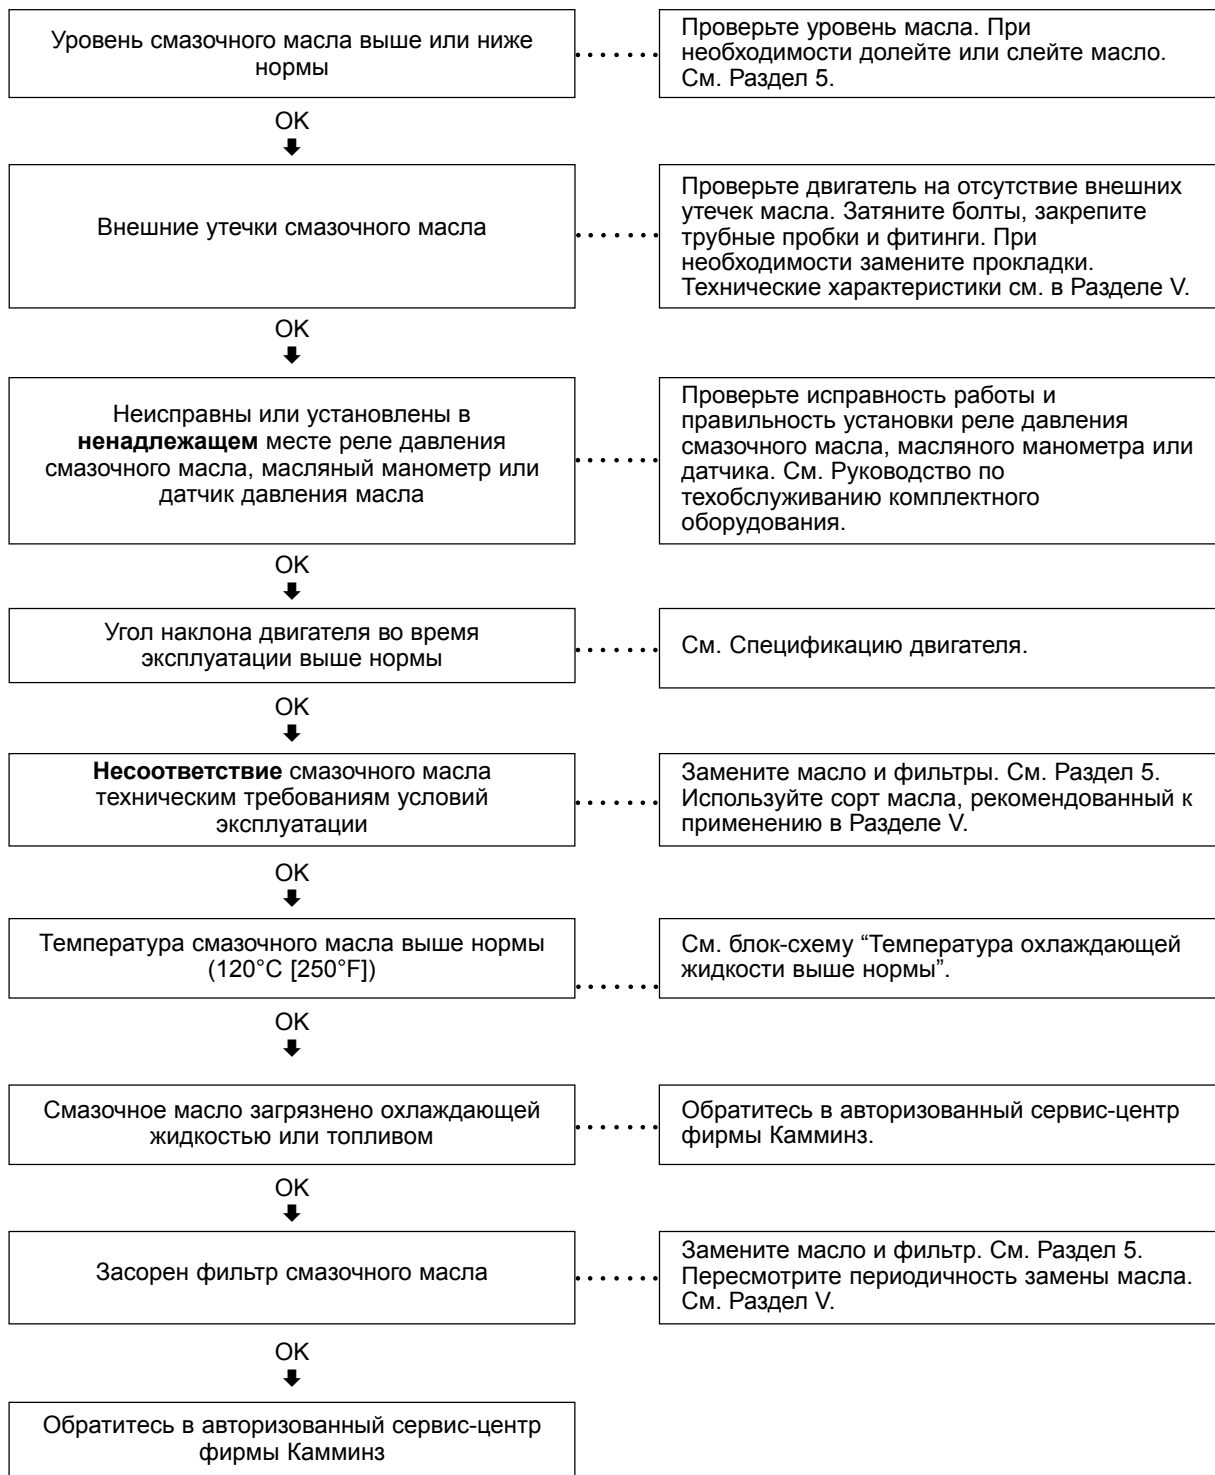 Уровень смазочного масла выше или ниже
нормы
Проверьте уровень масла. При
необходимости долейте или слейте масло.
См. Раздел 5.
OK
Внешние утечки смазочного масла
Проверьте двигатель на отсутствие внешних
утечек масла. Затяните болты, закрепите
трубные пробки и фитинги. При
необходимости замените прокладки.
Технические характеристики см. в Разделе V.
OK
Неисправны или установлены в
ненадлежащем месте реле давления
смазочного масла, масляный манометр или
датчик давления масла
Проверьте исправность работы и
правильность установки реле давления
смазочного масла, масляного манометра или
датчика. См. Руководство по
техобслуживанию комплектного
оборудования.
OK
Угол наклона двигателя во время
эксплуатации выше нормы
См. Спецификацию двигателя.
OK
Несоответствие смазочного масла
техническим требованиям условий
эксплуатации
Замените масло и фильтры. См. Раздел 5.
Используйте сорт масла, рекомендованный к
применению в Разделе V.
OK
Температура смазочного масла выше нормы
(120°C [250°F])
См. блок-схему “Температура охлаждающей
жидкости выше нормы”.
OK
Смазочное масло загрязнено охлаждающей
жидкостью или топливом
Обратитесь в авторизованный сервис-центр
фирмы Камминз.
OK
Засорен фильтр смазочного масла
Замените масло и фильтр. См. Раздел 5.
Пересмотрите периодичность замены масла.
См. Раздел V.
OK
Обратитесь в авторизованный сервис-центр
фирмы Камминз